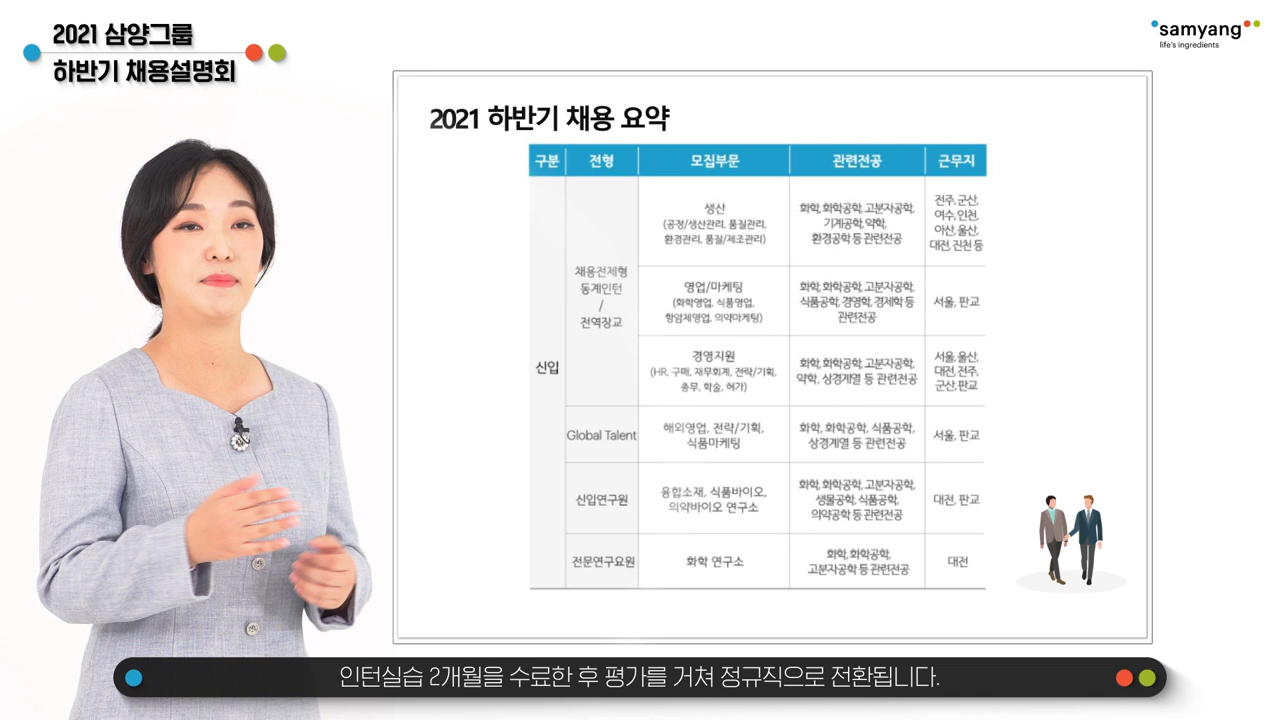 2021 삼양그룹
하반기 채용설명회
samyang
life's ingredients
2021 하반기 채용 요약
구분 전형 모집부문 관련전공 근무지
신입
채용전제형
동계인턴
/
전역장교
생산
(공정/생산관리, 품질관리,
환경관리, 품질/제조관리)
화학, 화학공학, 고분자공학,
기계공학, 약학,
환경공학 등 관련전공
전주, 군산,
여수, 인천,
아산, 울산,
대전, 진천 등
영업/마케팅
(화학영업, 식품영업,
항암제영업, 의약마케팅)
화학, 화학공학, 고분자공학,
식품공학, 경영학, 경제학 등
관련전공
서울, 판교
경영지원
(HR, 구매, 재무회계, 전략/기획,
총무, 학술, 허가)
화학, 화학공학, 고분자공학,
약학, 상경계열 등 관련전공
서울, 울산,
대전, 전주,
군산, 판교
Global Talent
해외영업, 전략/기획,
식품마케팅
화학, 화학공학, 식품공학,
상경계열 등 관련전공
서울, 판교
신입연구원
융합소재, 식품바이오,
의약바이오 연구소
화학, 화학공학, 고분자공학,
생물공학, 식품공학,
의약공학 등 관련전공
대전, 판교
전문연구요원
화학 연구소
화학, 화학공학,
고분자공학 등 관련전공
대전
인턴실습 2개월을 수료한 후 평가를 거쳐 정규직으로 전환됩니다.